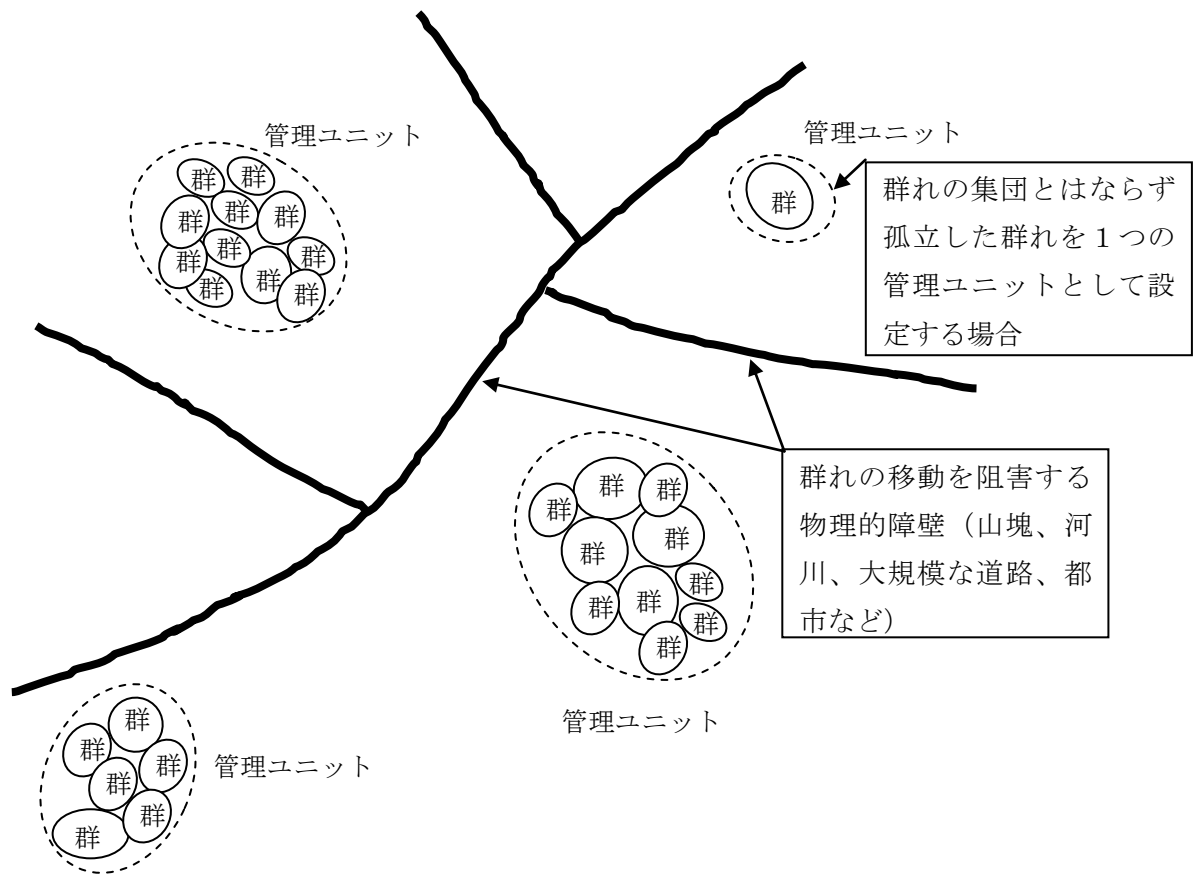 管理ユニット
群
群
群
群
群
群
群
群
群
群
群
管理ユニット
群
群れの集団とはならず
孤立した群れを１つの
管理ユニットとして設
定する場合
群れの移動を阻害する
物理的障壁（山塊、河
川、大規模な道路、都
市など）
群
群
群
群
群
群
群
群
群
群
管理ユニット
群
群
群
群
群
群
管理ユニット